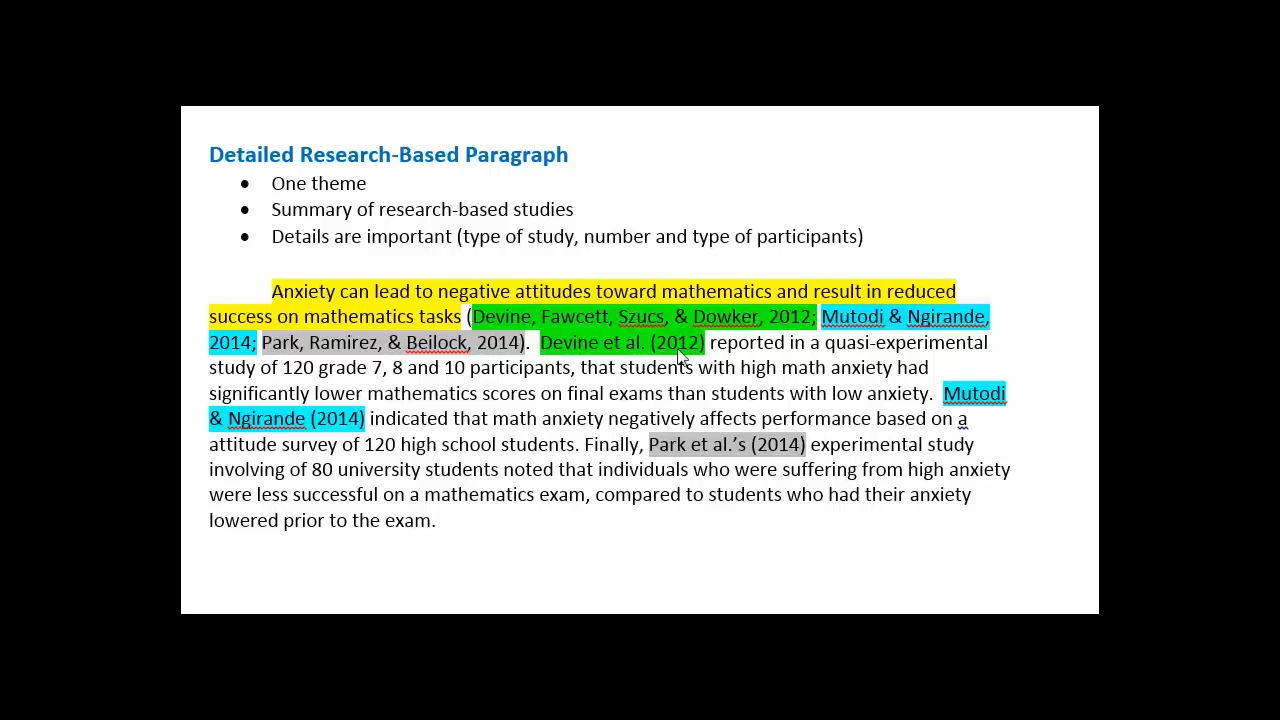 Detailed Research-Based Paragraph
• One theme
• Summary of research-based studies
• Details are important (type of study, number and type of participants)
Anxiety can lead to negative attitudes toward mathematics and result in reduced
success on mathematics tasks (Devine, Fawcett, Szucs, & Dowker, 2012; Mutodi & Ngirande,
2014; Park, Ramirez, & Beilock, 2014). Devine et al. (2012) reported in a quasi-experimental
study of 120 grade 7, 8 and 10 participants, that students with high math anxiety had
significantly lower mathematics scores on final exams than students with low anxiety. Mutodi
& Ngirande (2014) indicated that math anxiety negatively affects performance based on a
attitude survey of 120 high school students. Finally, Park et al.’s (2014) experimental study
involving of 80 university students noted that individuals who were suffering from high anxiety
were less successful on a mathematics exam, compared to students who had their anxiety
lowered prior to the exam.